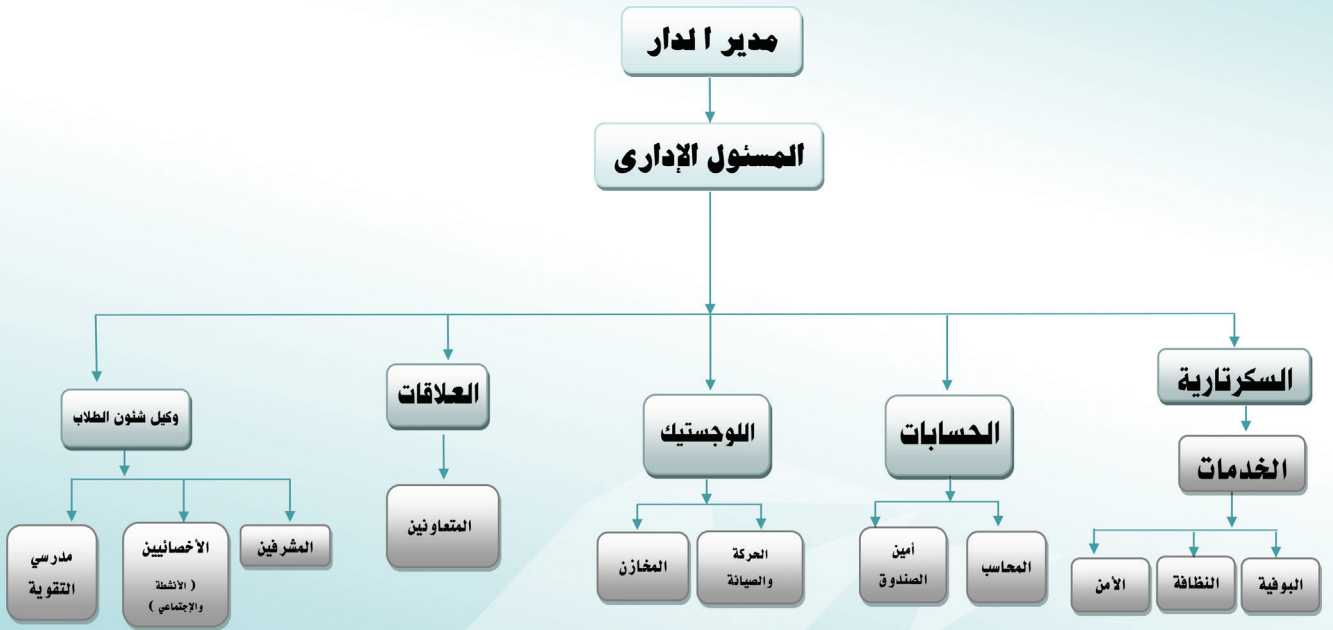 مدير ا لدار
المسئول الإدارى
السكرتارية
الحسابات
اللوجستيك
العلاقات
وكيل شئون الطلاب
الخدمات
البوفية
النظافة
الأمن
المحاسب
أمين
الصندوق
الحركة
والصيانة
المخازن
المتعاونين
المشرفين
الأخصائيين
( الأنشطة
والإجتماعي )
مدرسي
التقوية